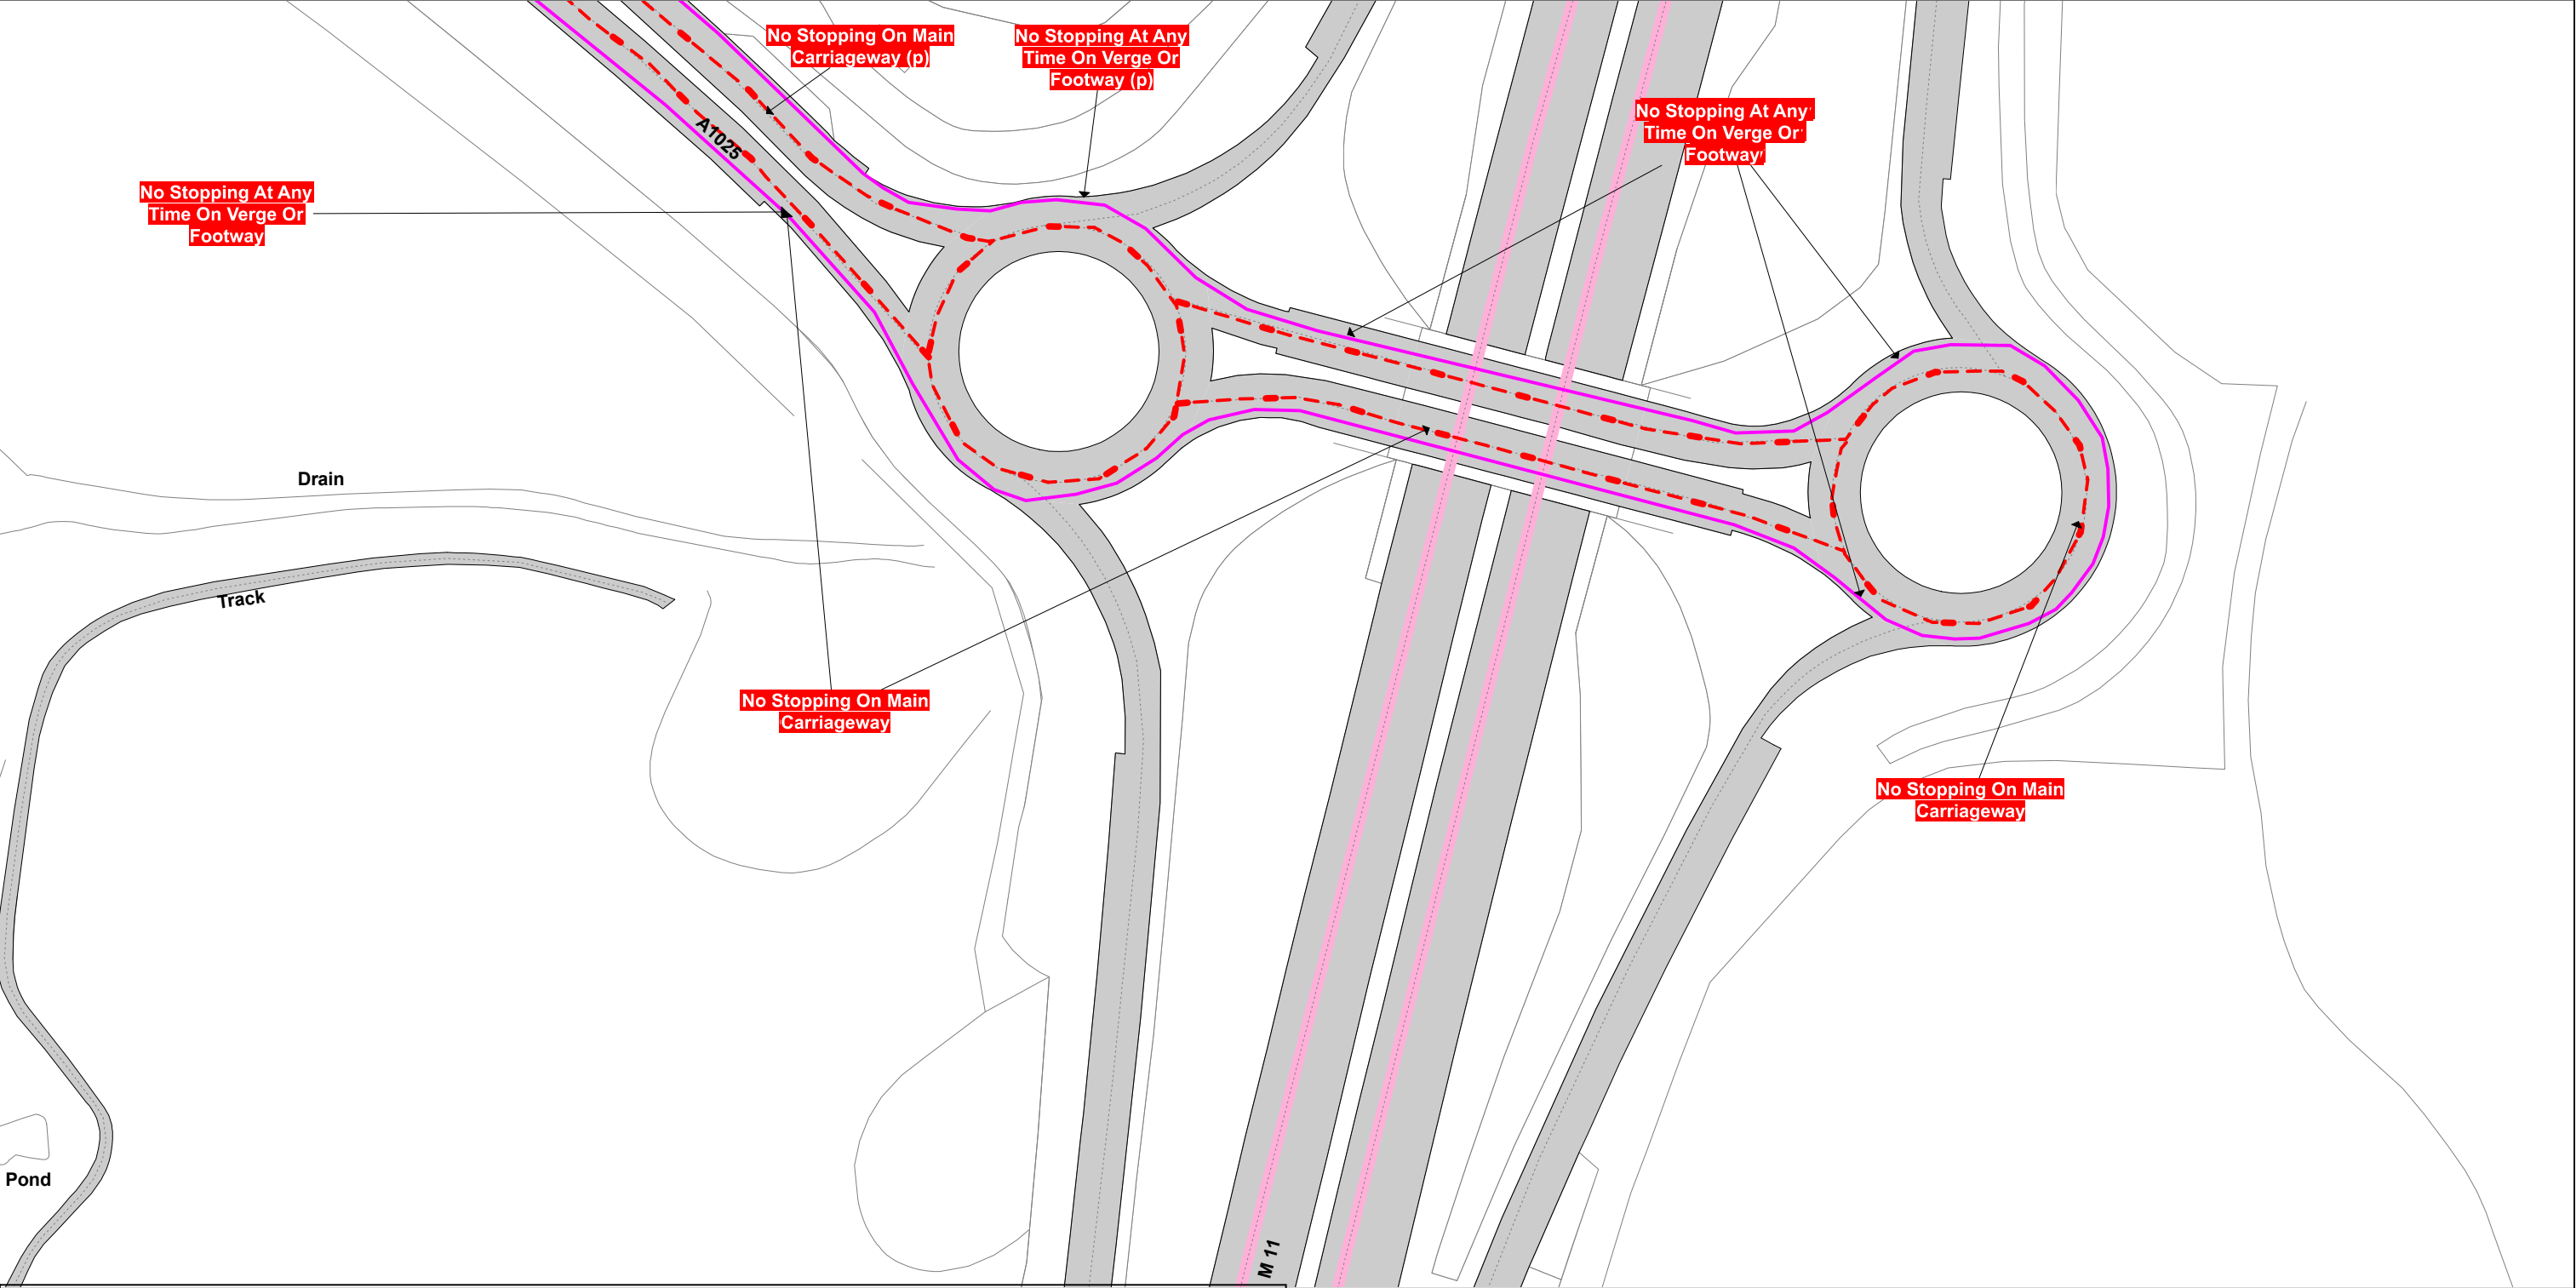 No Stopping On Main
Carriageway (p)
No Stopping At Any
Time On Verge Or
Footway (p)
No Stopping At Any
Time On Verge Or
Footway
A1025
No Stopping At Any
Time On Verge Or
Footway
Drain
Track
No Stopping On Main
Carriageway
No Stopping On Main
Carriageway
Pond
M 11